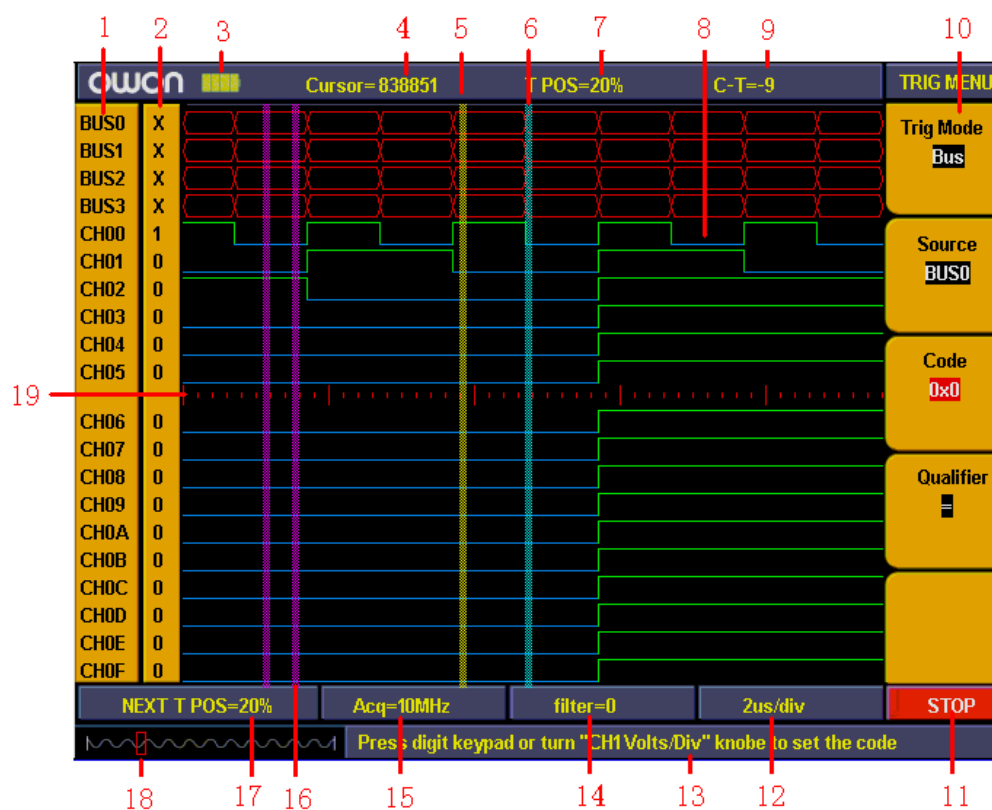 1 2 3 4 5 6 7 8 9 10
OWON Cursor=838851 T POS=20% C-T=-9 TRIG MENU
BUS0 X
BUS1 X
BUS2 X
BUS3 X
CH00 1
CH01 0
CH02 0
CH03 0
CH04 0
CH05 0
19
CH06 0
CH07 0
CH08 0
CH09 0
CH0A 0
CH0B 0
CH0C 0
CH0D 0
CH0E 0
CH0F 0
Trig Mode
Bus
Source
BUS0
Code
0x0
Qualifier
=
NEXT T POS=20% Acq=10MHz filter=0 2us/div STOP
Press digit keypad or turn "CH1 Volts/Div" knobe to set the code
18 17 16 15 14 13 12 11